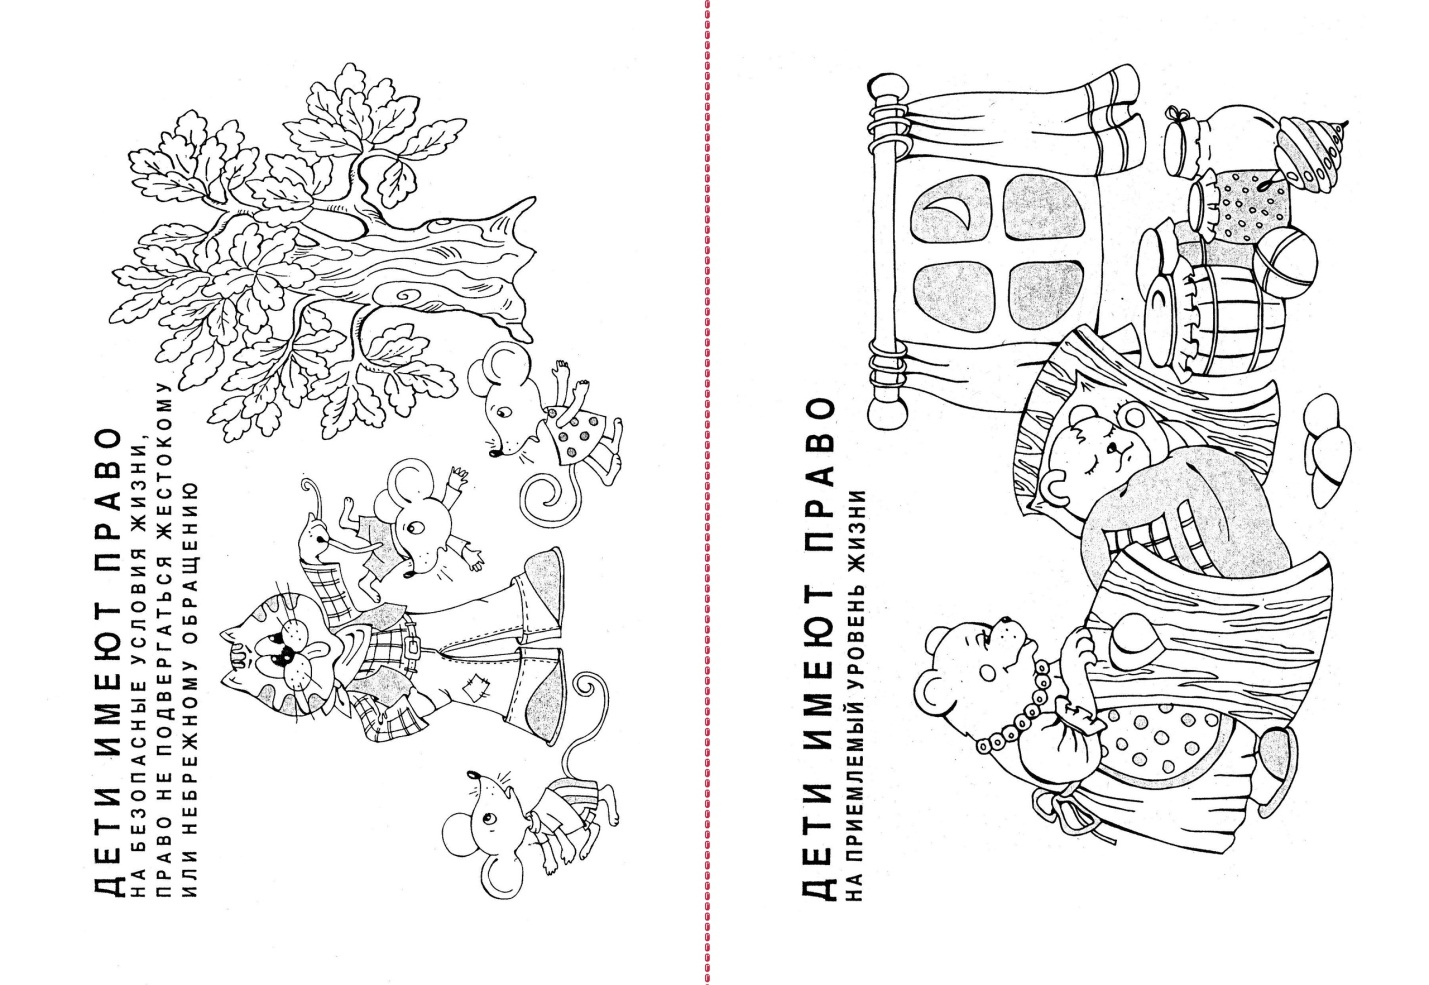 ДЕТИ ИМЕЮТ ПРАВО
НА БЕЗОПАСНЫЕ УСЛОВИЯ ЖИЗНИ,
ПРАВО НЕ ПОДВЕРГАТЬСЯ ЖЕСТОКОМУ
ИЛИ НЕБРЕЖНОМУ ОБРАЩЕНИЮ
ДЕТИ ИМЕЮТ ПРАВО
НА ПРИЕМЛЕМЫЙ УРОВЕНЬ ЖИЗНИ